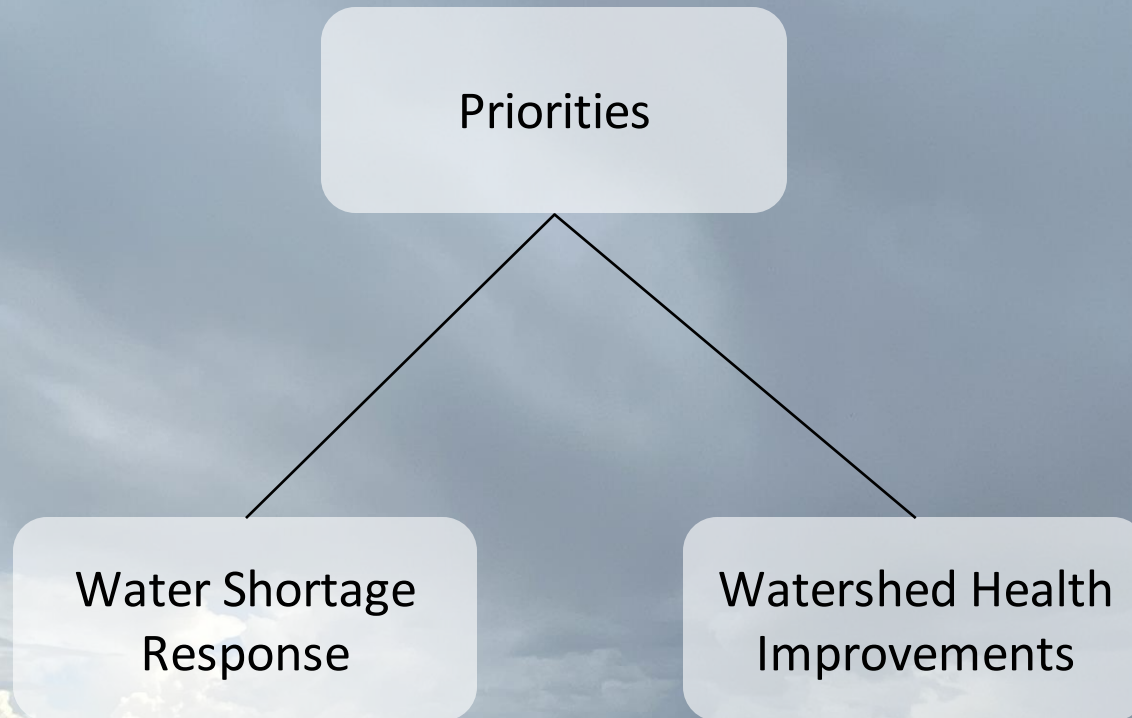 Priorities
Water Shortage
Response
Watershed Health
Improvements